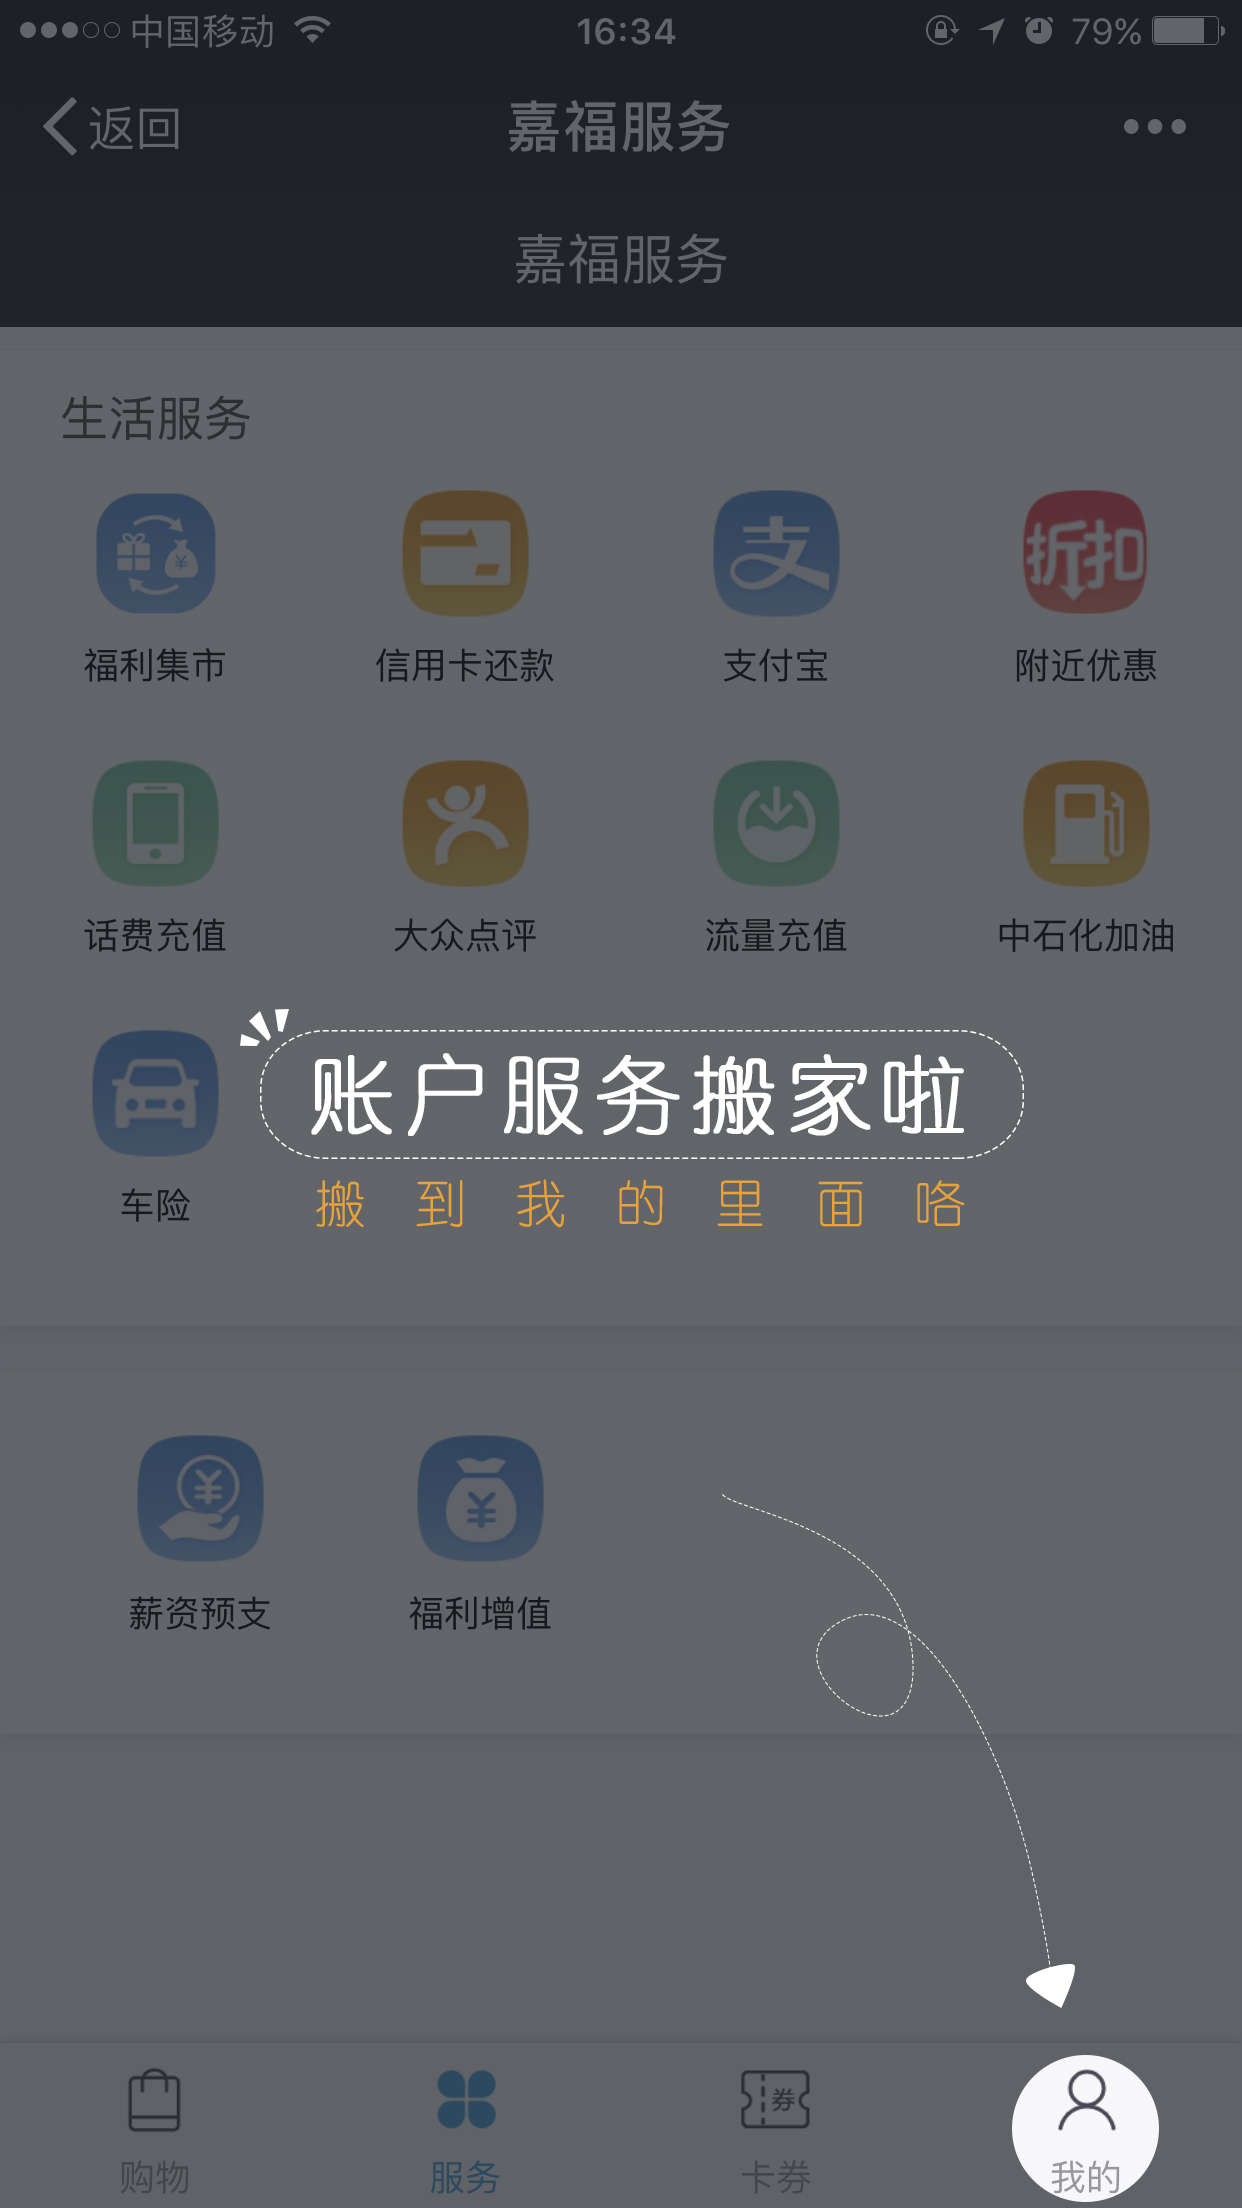 中国移动 16:34 79%
返回 嘉福服务
嘉福服务
生活服务
折扣
福利集市 信用卡还款 支付宝 附近优惠
话费充值 大众点评 流量充值 中石化加油
账户服务搬家啦
车险
搬到我的里面咯
薪资预支 福利增值
券
购物 服务 卡券 我的